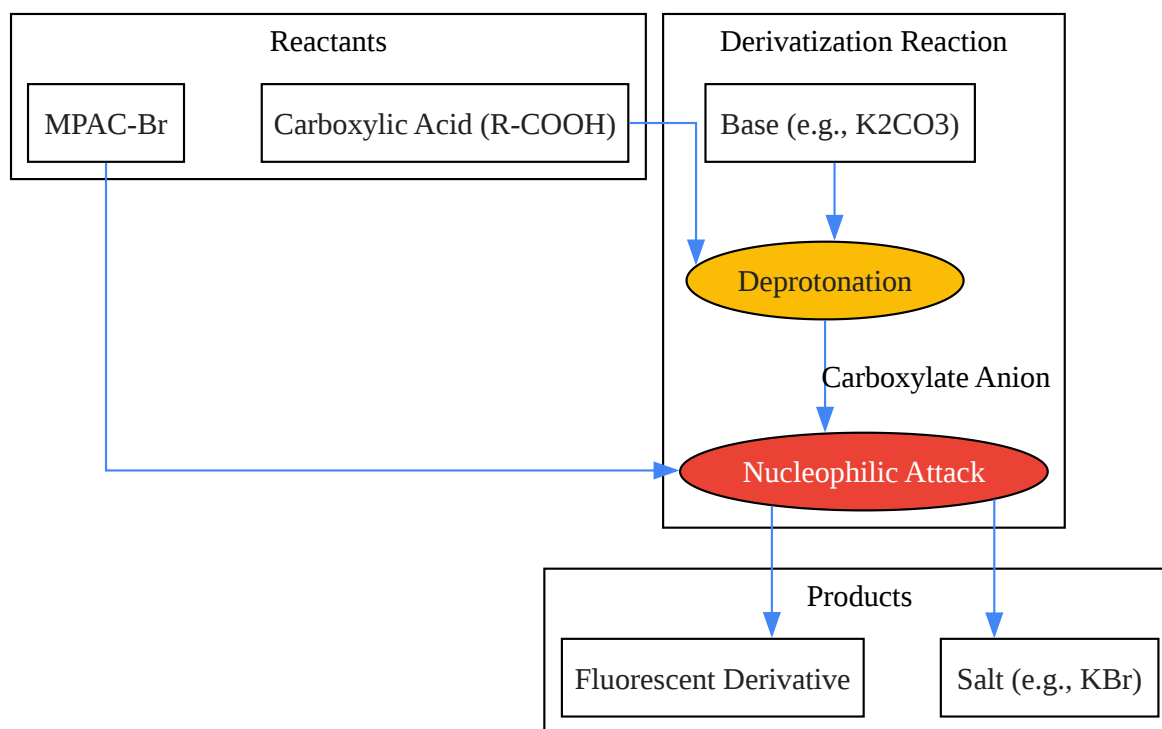 Reactants
MPAC-Br
Carboxylic Acid (R-COOH)
Derivatization Reaction
Base (e.g., K2CO3)
Deprotonation
Carboxylate Anion
Nucleophilic Attack
Products
Fluorescent Derivative
Salt (e.g., KBr)